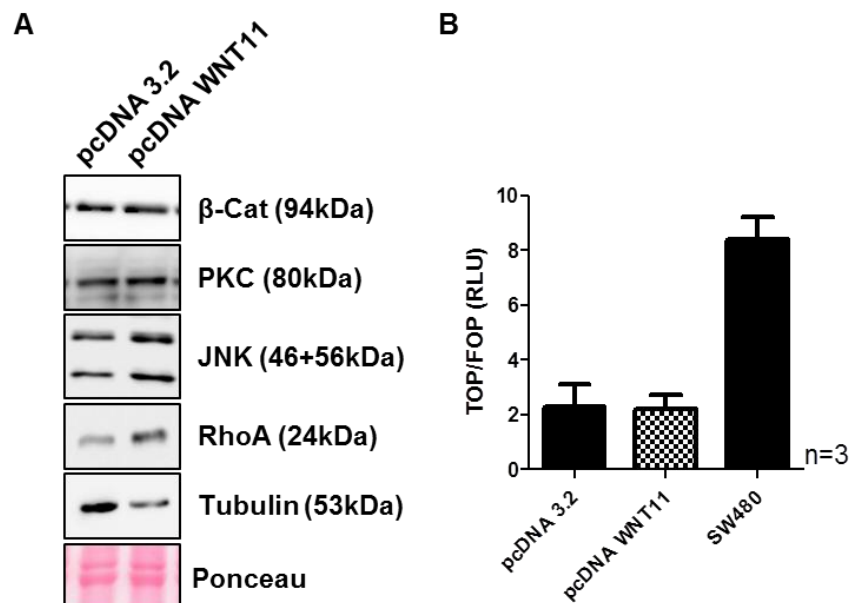 A
pcDNA 3.2
pcDNA WNT11
β-Cat (94kDa)
PKC (80kDa)
JNK (46+56kDa)
RhoA (24kDa)
Tubulin (53kDa)
Ponceau
B
TOP/FOP (RLU)
10
8
6
4
2
0
n=3
pcDNA 3.2
pcDNA WNT11
SW480